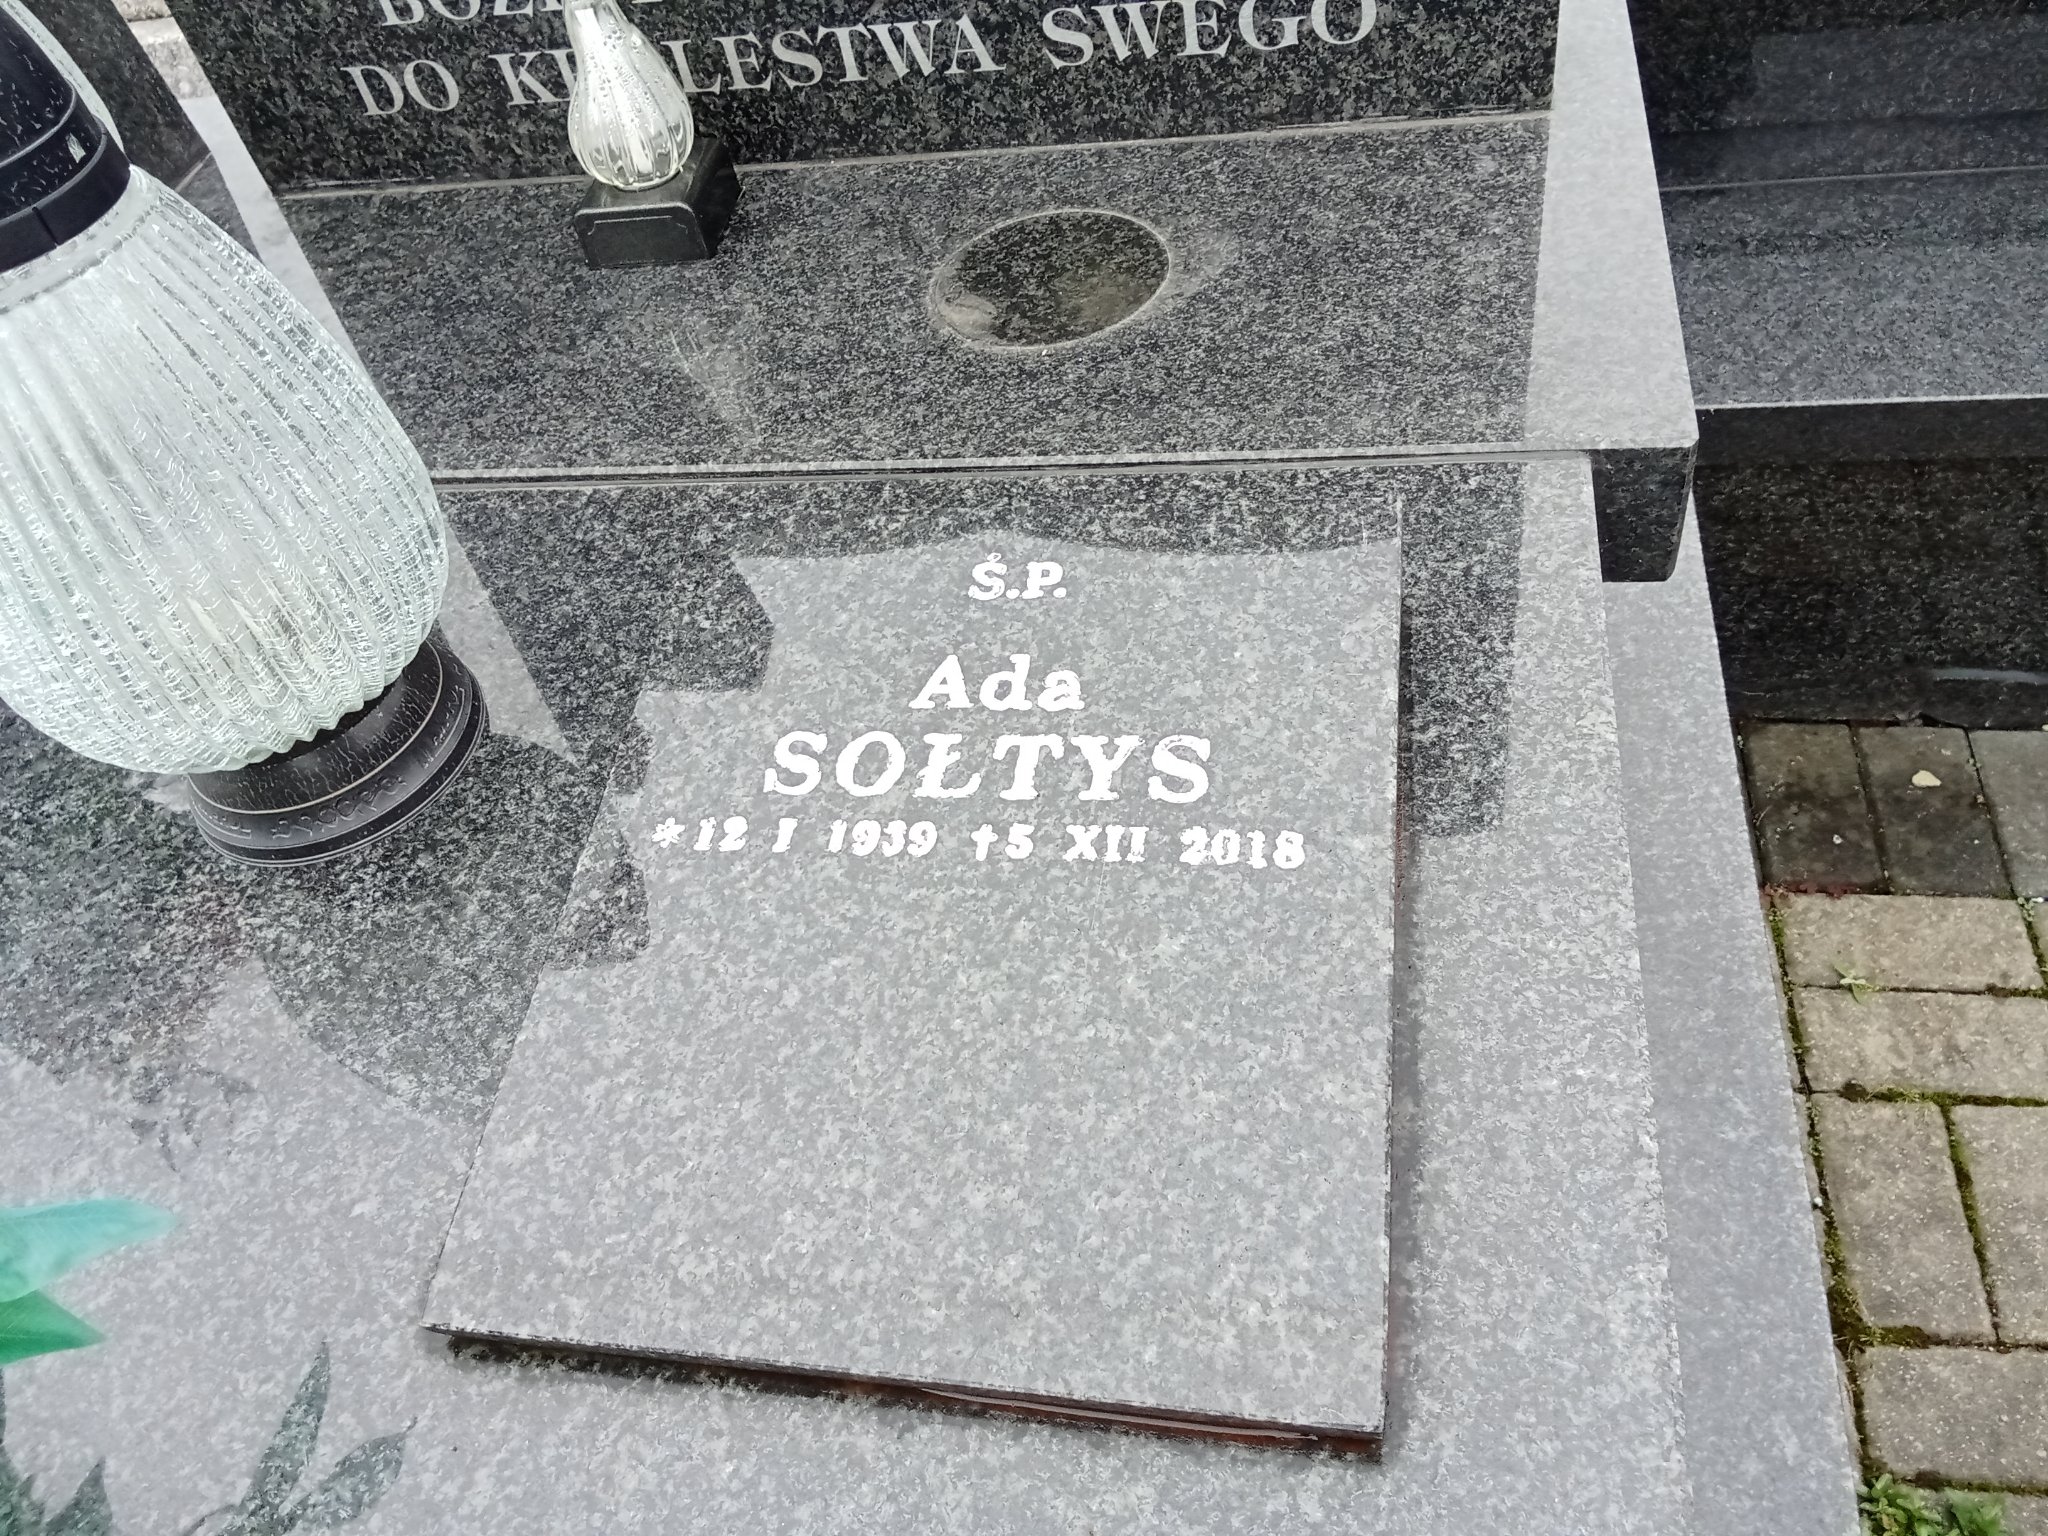 DO KRÓLESTWA SWEGO
Ś.P.
Ada
SOŁTYS
*12 I 1939 †5 XII 2018